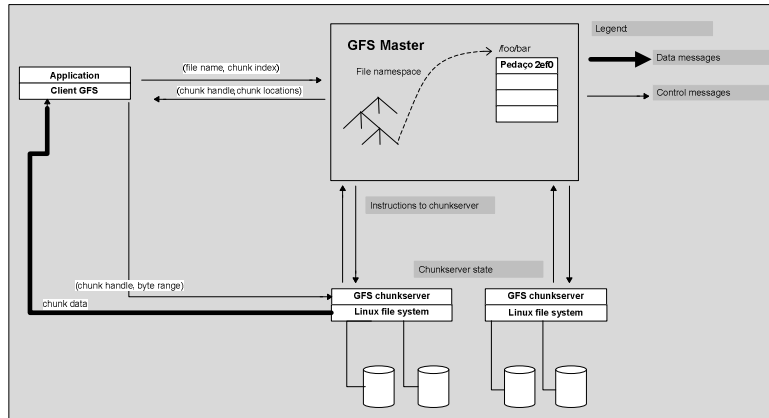 Legend:
GFS Master
/foo/bar
Data messages
(file name, chunk index)
Pedaço 2ef0
Application
File namespace
Client GFS
(chunk handle,chunk locations)
Control messages
Instructions to chunkserver
Chunkserver state
(chunk handle, byte range)
chunk data
GFS chunkserver
Linux file system
GFS chunkserver
Linux file system